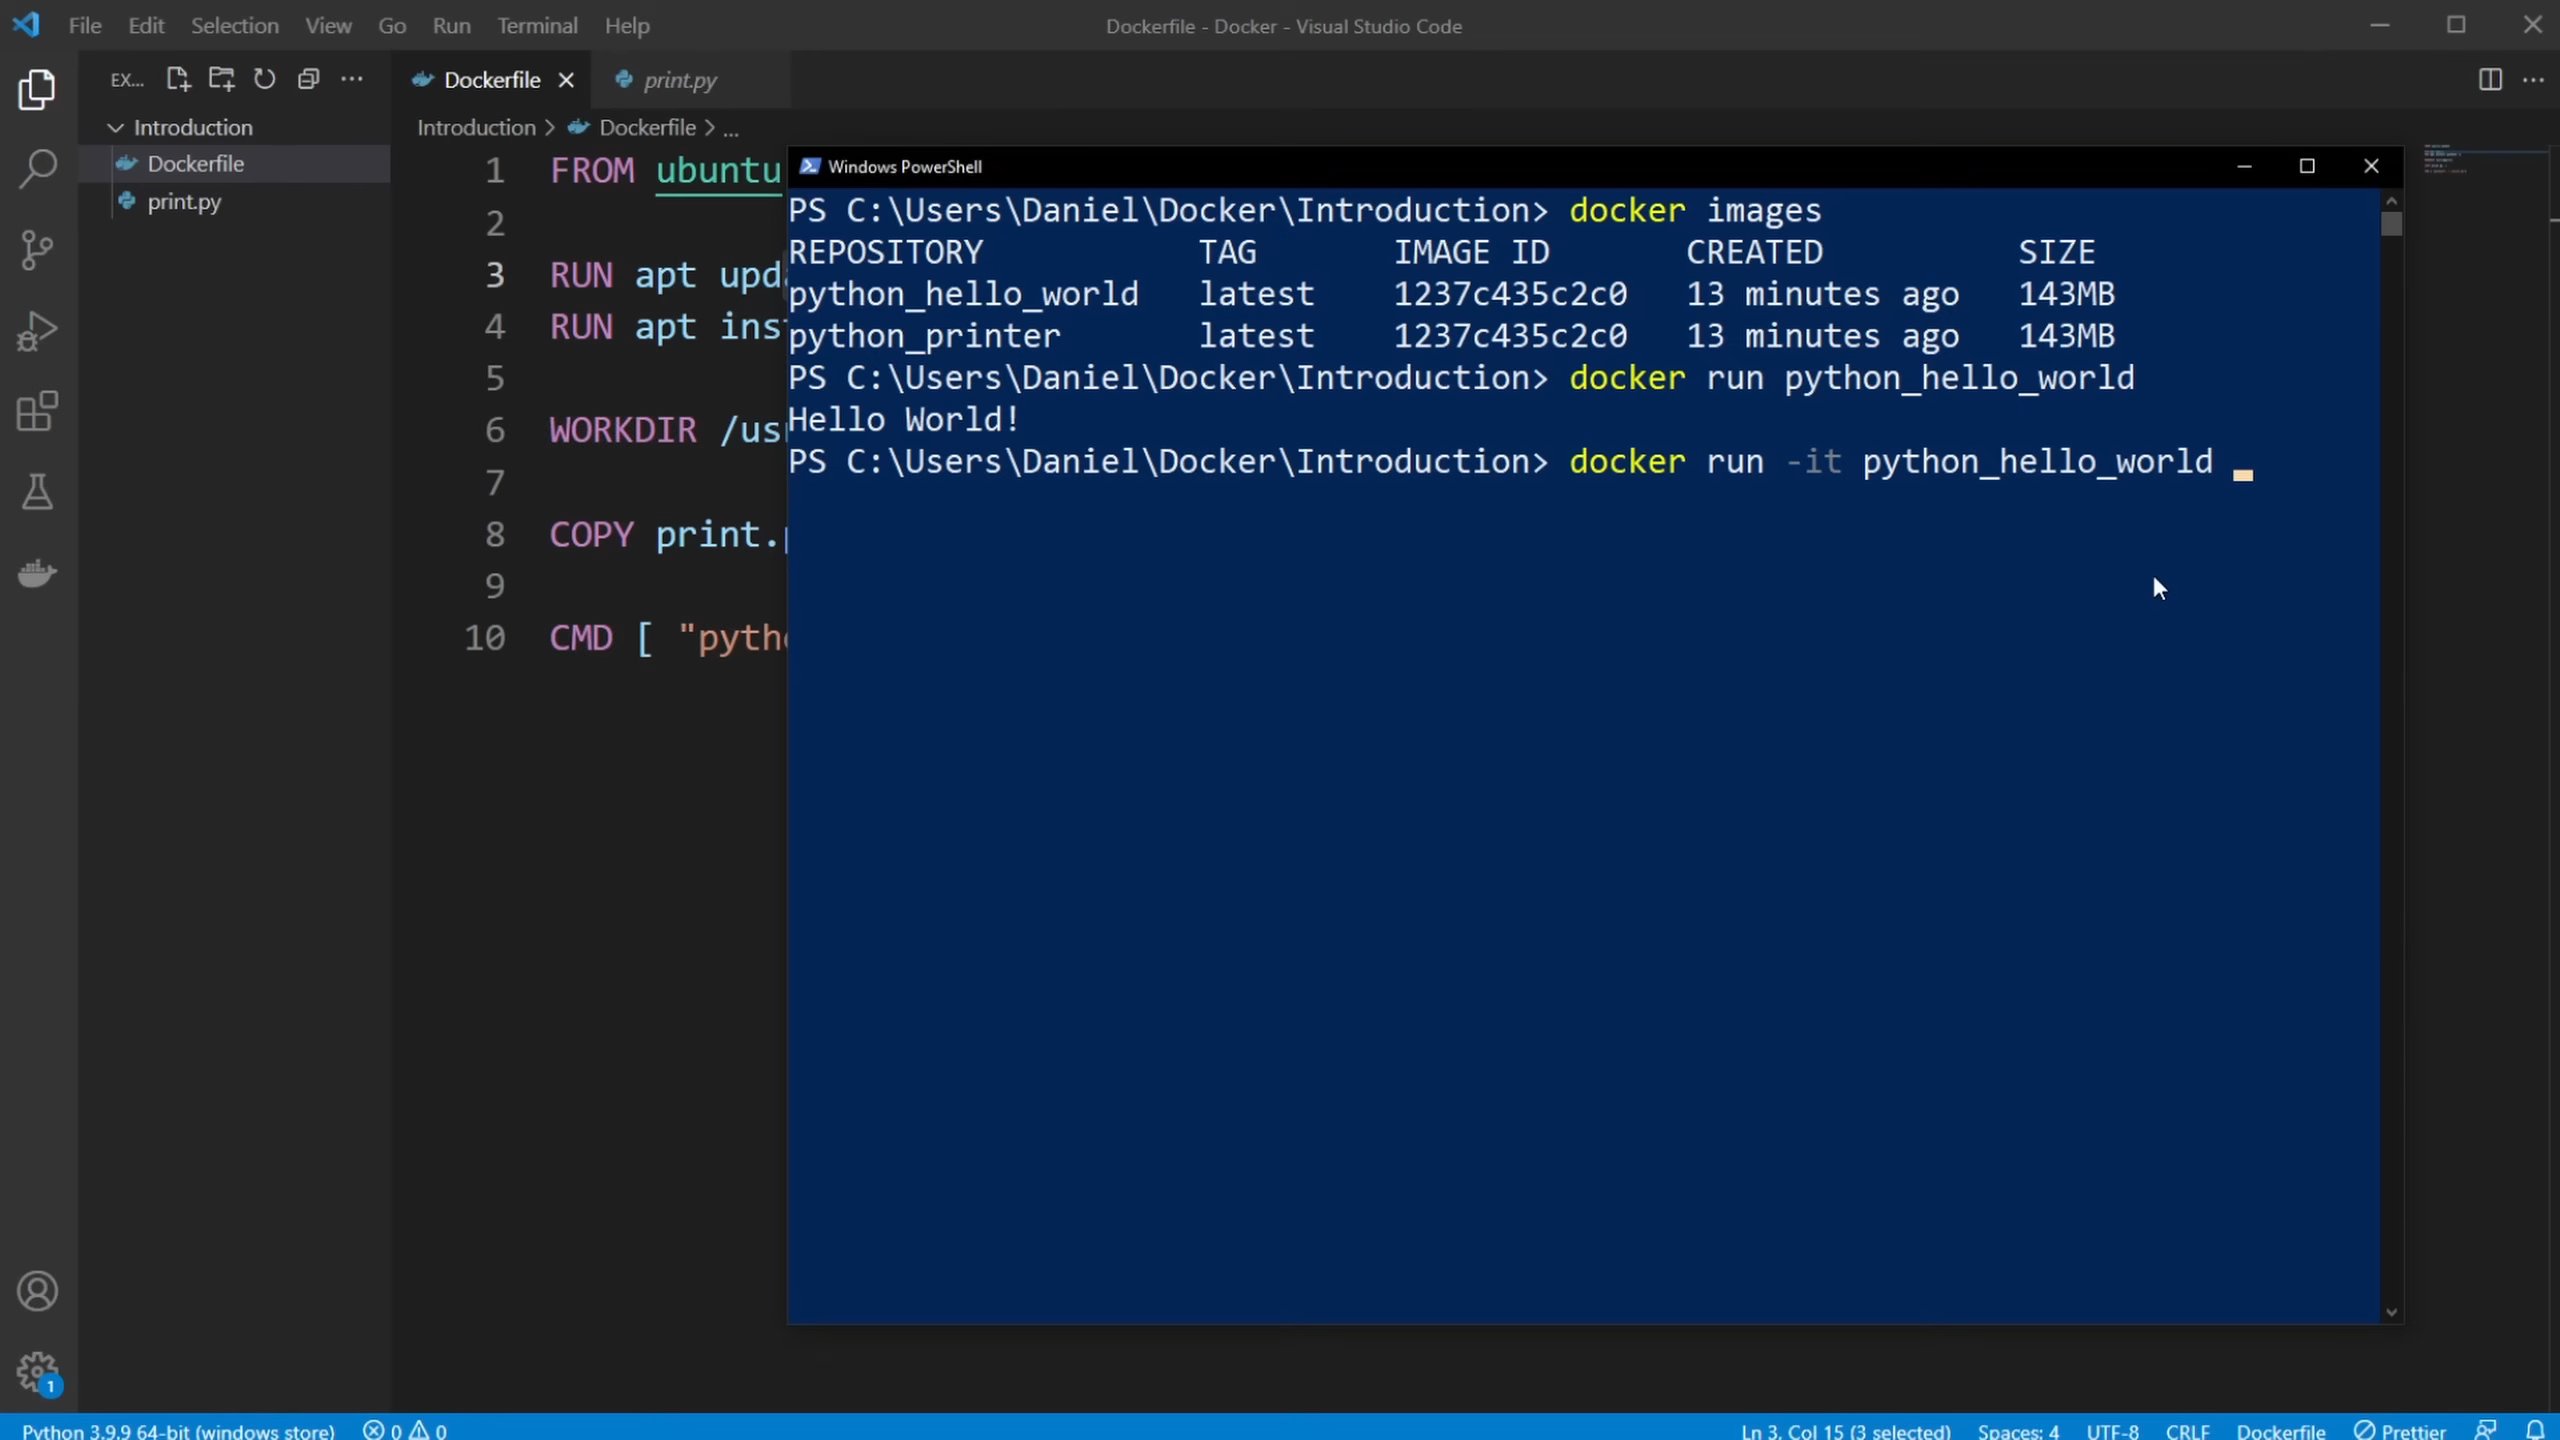 File Edit Selection View Go Run Terminal Help
Dockerfile - Docker - Visual Studio Code
EX...
Dockerfile
print.py
Introduction
Introduction > Dockerfile > ...
Dockerfile
print.py
1 FROM ubuntu
2
3 RUN apt upd
4 RUN apt ins
5
6 WORKDIR /us
7
8 COPY print.
9
10 CMD [ "pyth
Windows PowerShell
PS C:\Users\Daniel\Docker\Introduction> docker images
REPOSITORY TAG IMAGE ID CREATED SIZE
python_hello_world latest 1237c435c2c0 13 minutes ago 143MB
python_printer latest 1237c435c2c0 13 minutes ago 143MB
PS C:\Users\Daniel\Docker\Introduction> docker run python_hello_world
Hello World!
PS C:\Users\Daniel\Docker\Introduction> docker run -it python_hello_world
1
Python 3.9.9 64-bit (windows store) 0 0
Ln 3, Col 15 (3 selected) Spaces: 4 UTF-8 CRLF Dockerfile Prettier